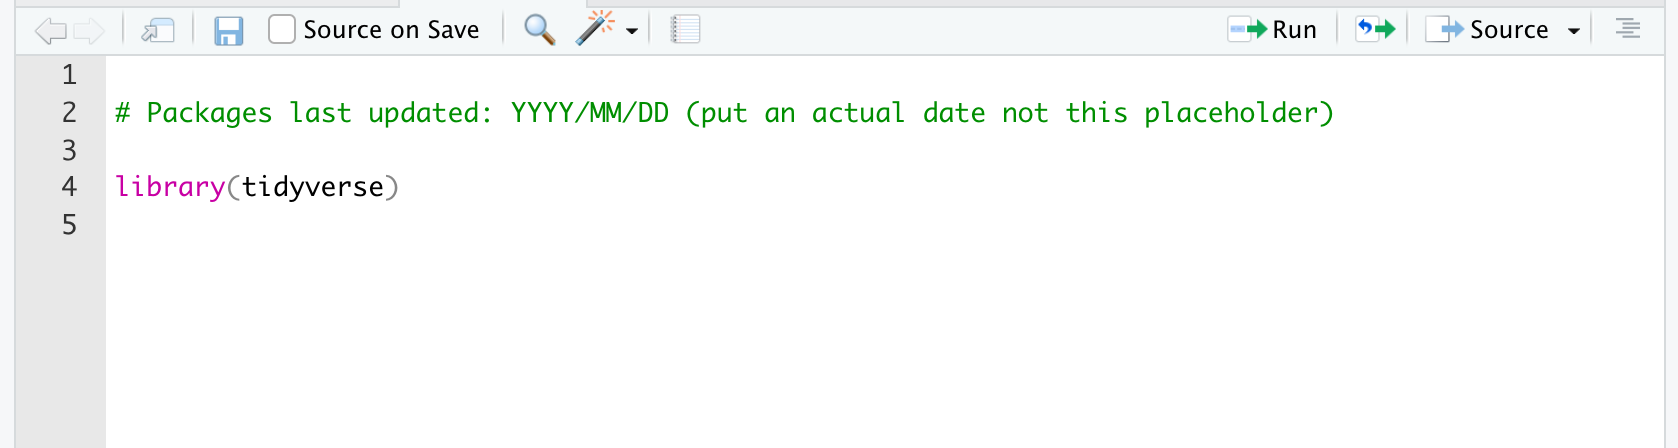 Source on Save Run Source
1
2 # Packages last updated: YYYY/MM/DD (put an actual date not this placeholder)
3
4 library(tidyverse)
5